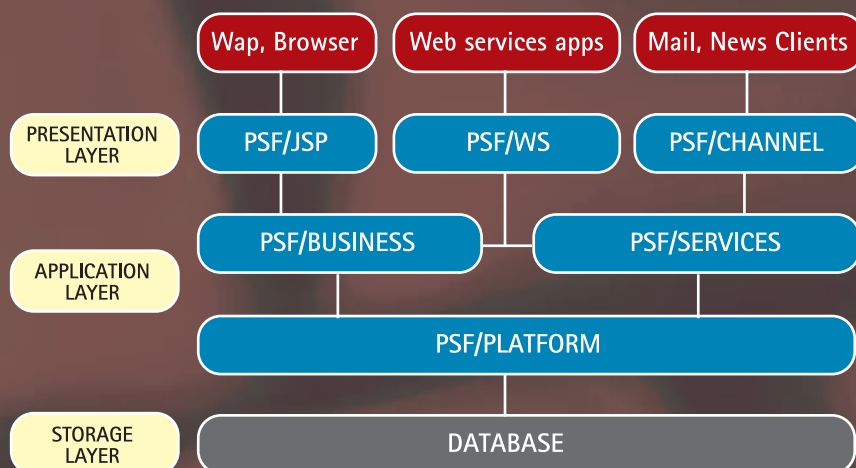 Wap, Browser
Web services apps
Mail, News Clients
PRESENTATION
LAYER
PSF/JSP
PSF/WS
PSF/CHANNEL
PSF/BUSINESS
PSF/SERVICES
APPLICATION
LAYER
PSF/PLATFORM
STORAGE
LAYER
DATABASE